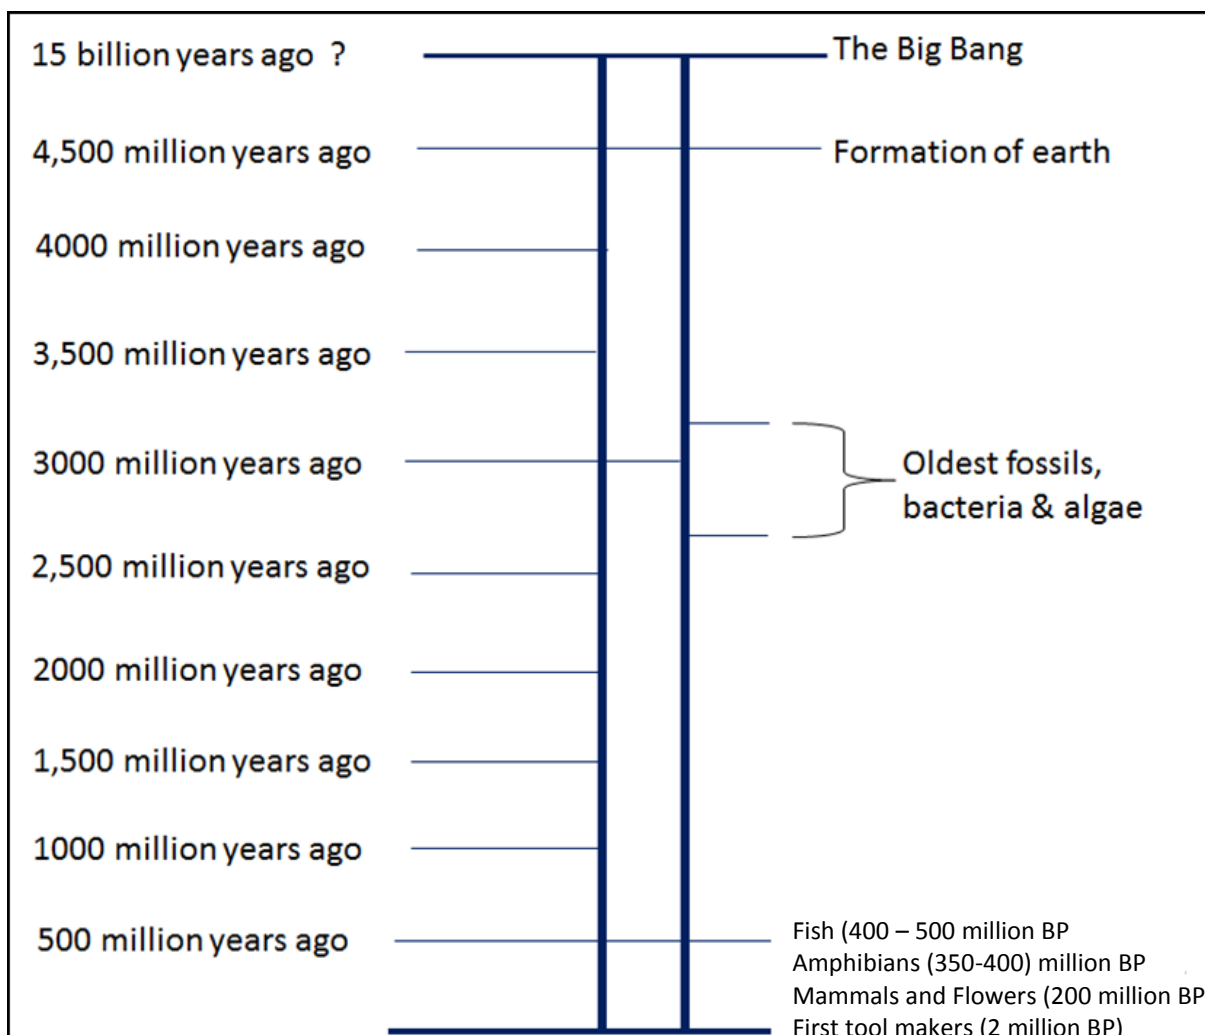 15 billion years ago ?
The Big Bang
4,500 million years ago
Formation of earth
4000 million years ago
3,500 million years ago
3000 million years ago
Oldest fossils,
bacteria & algae
2,500 million years ago
2000 million years ago
1,500 million years ago
1000 million years ago
500 million years ago
Fish (400 – 500 million BP
Amphibians (350-400) million BP
Mammals and Flowers (200 million BP
First tool makers (2 million BP)